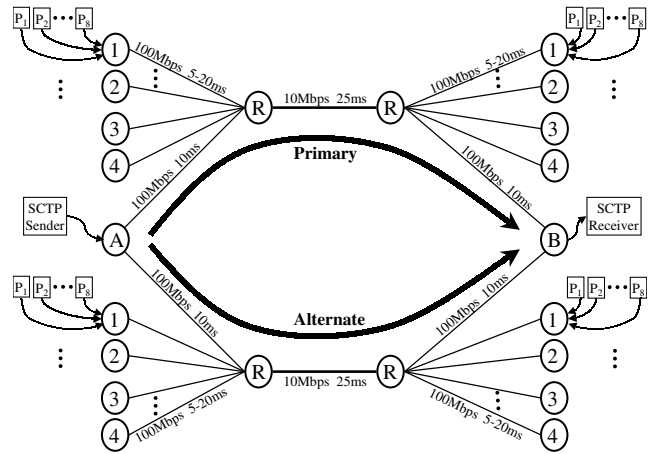 P1 P2 ••• P8
P1 P2 ••• P8
1
100Mbps 5-20ms
100Mbps 5-20ms
1
2
2
R
10Mbps 25ms
R
3
3
4
4
Primary
100Mbps 10ms
100Mbps 10ms
SCTP
Sender
A
B
SCTP
Receiver
100Mbps 10ms
100Mbps 10ms
P1 P2 ••• P8
P1 P2 ••• P8
1
Alternate
1
2
2
R
10Mbps 25ms
R
3
3
4
100Mbps 5-20ms
100Mbps 5-20ms
4